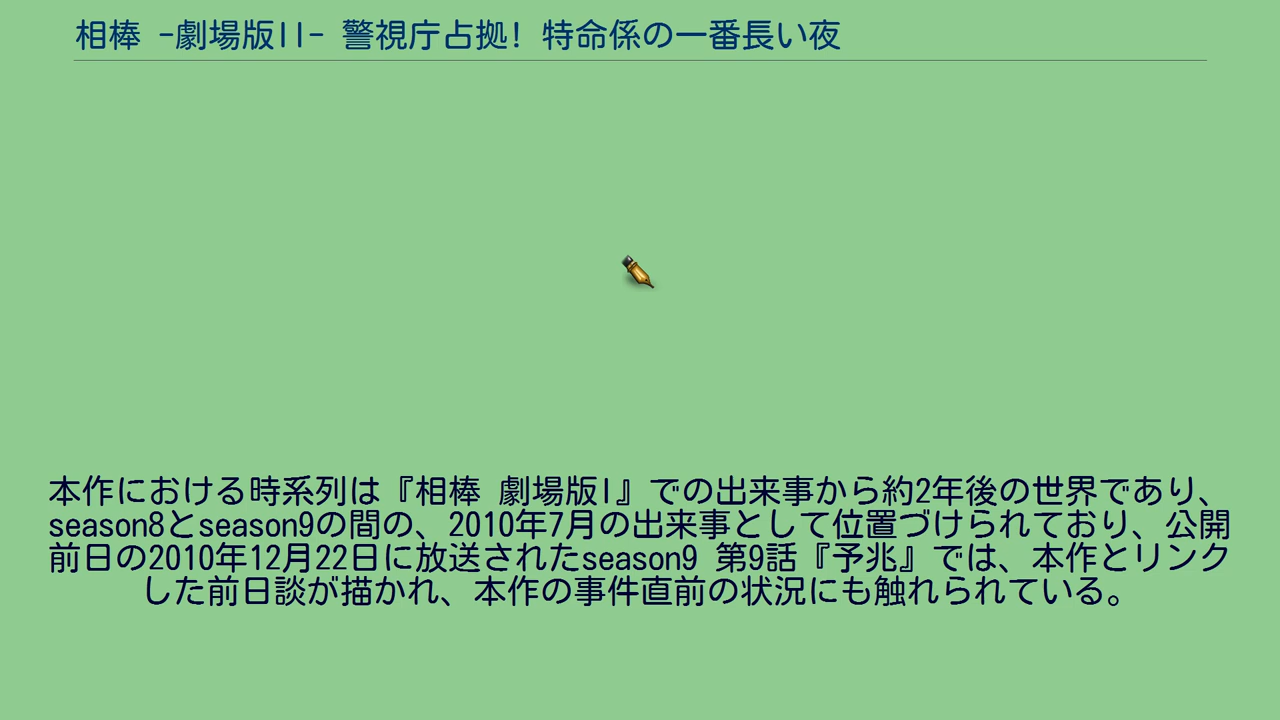 相棒 -劇場版II- 警視庁占拠! 特命係の一番長い夜
本作における時系列は『相棒 劇場版I』での出来事から約2年後の世界であり、
season8とseason9の間の、2010年7月の出来事として位置づけられており、公開
前日の2010年12月22日に放送されたseason9 第9話『予兆』では、本作とリンク
した前日談が描かれ、本作の事件直前の状況にも触れられている。